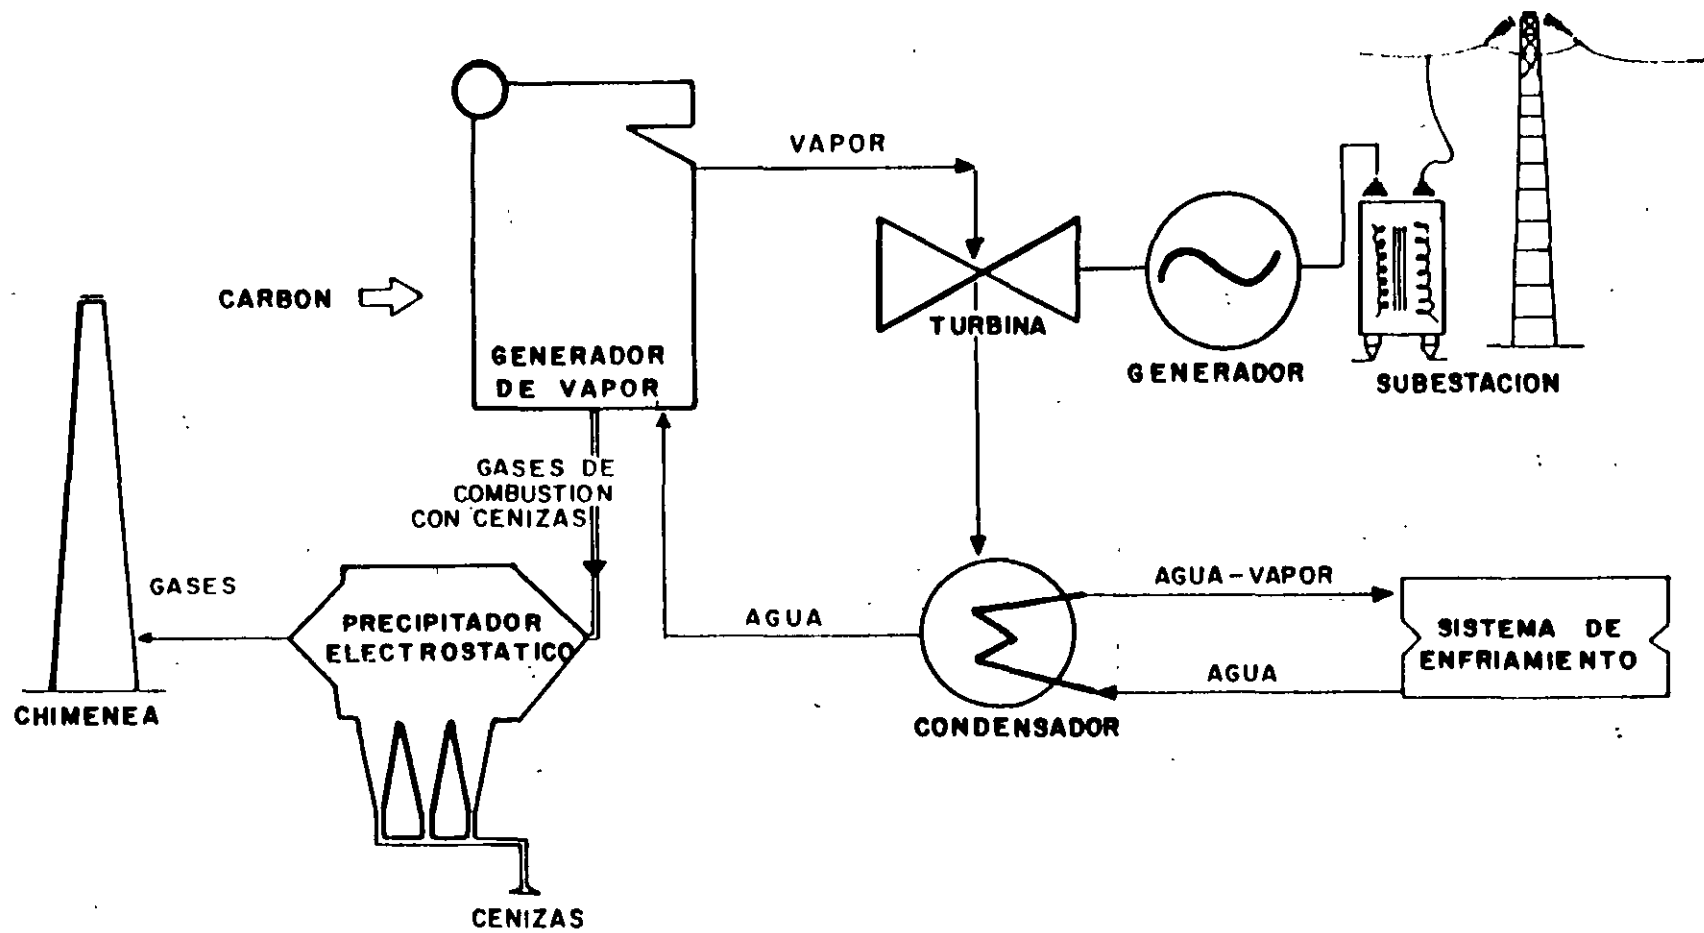 VAPOR
CARBON
GENERADOR
DE VAPOR
TURBINA
GENERADOR
SUBESTACION
GASES DE
COMBUSTION
CON CENIZAS
GASES
PRECIPITADOR
ELECTROSTATICO
CHIMENEA
CENIZAS
AGUA
CONDENSADOR
AGUA-VAPOR
AGUA
SISTEMA DE
ENFRIAMIENTO